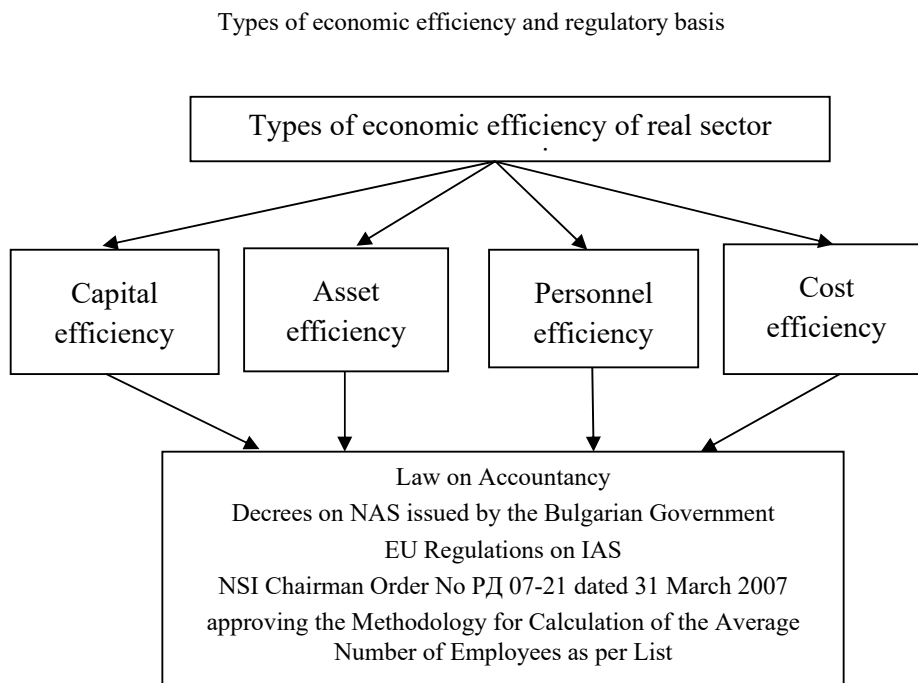 Types of economic efficiency and regulatory basis
Types of economic efficiency of real sector
.
Capital
efficiency
Asset
efficiency
Personnel
efficiency
Cost
efficiency
Law on Accountancy
Decrees on NAS issued by the Bulgarian Government
EU Regulations on IAS
NSI Chairman Order No РД 07-21 dated 31 March 2007
approving the Methodology for Calculation of the Average
Number of Employees as per List